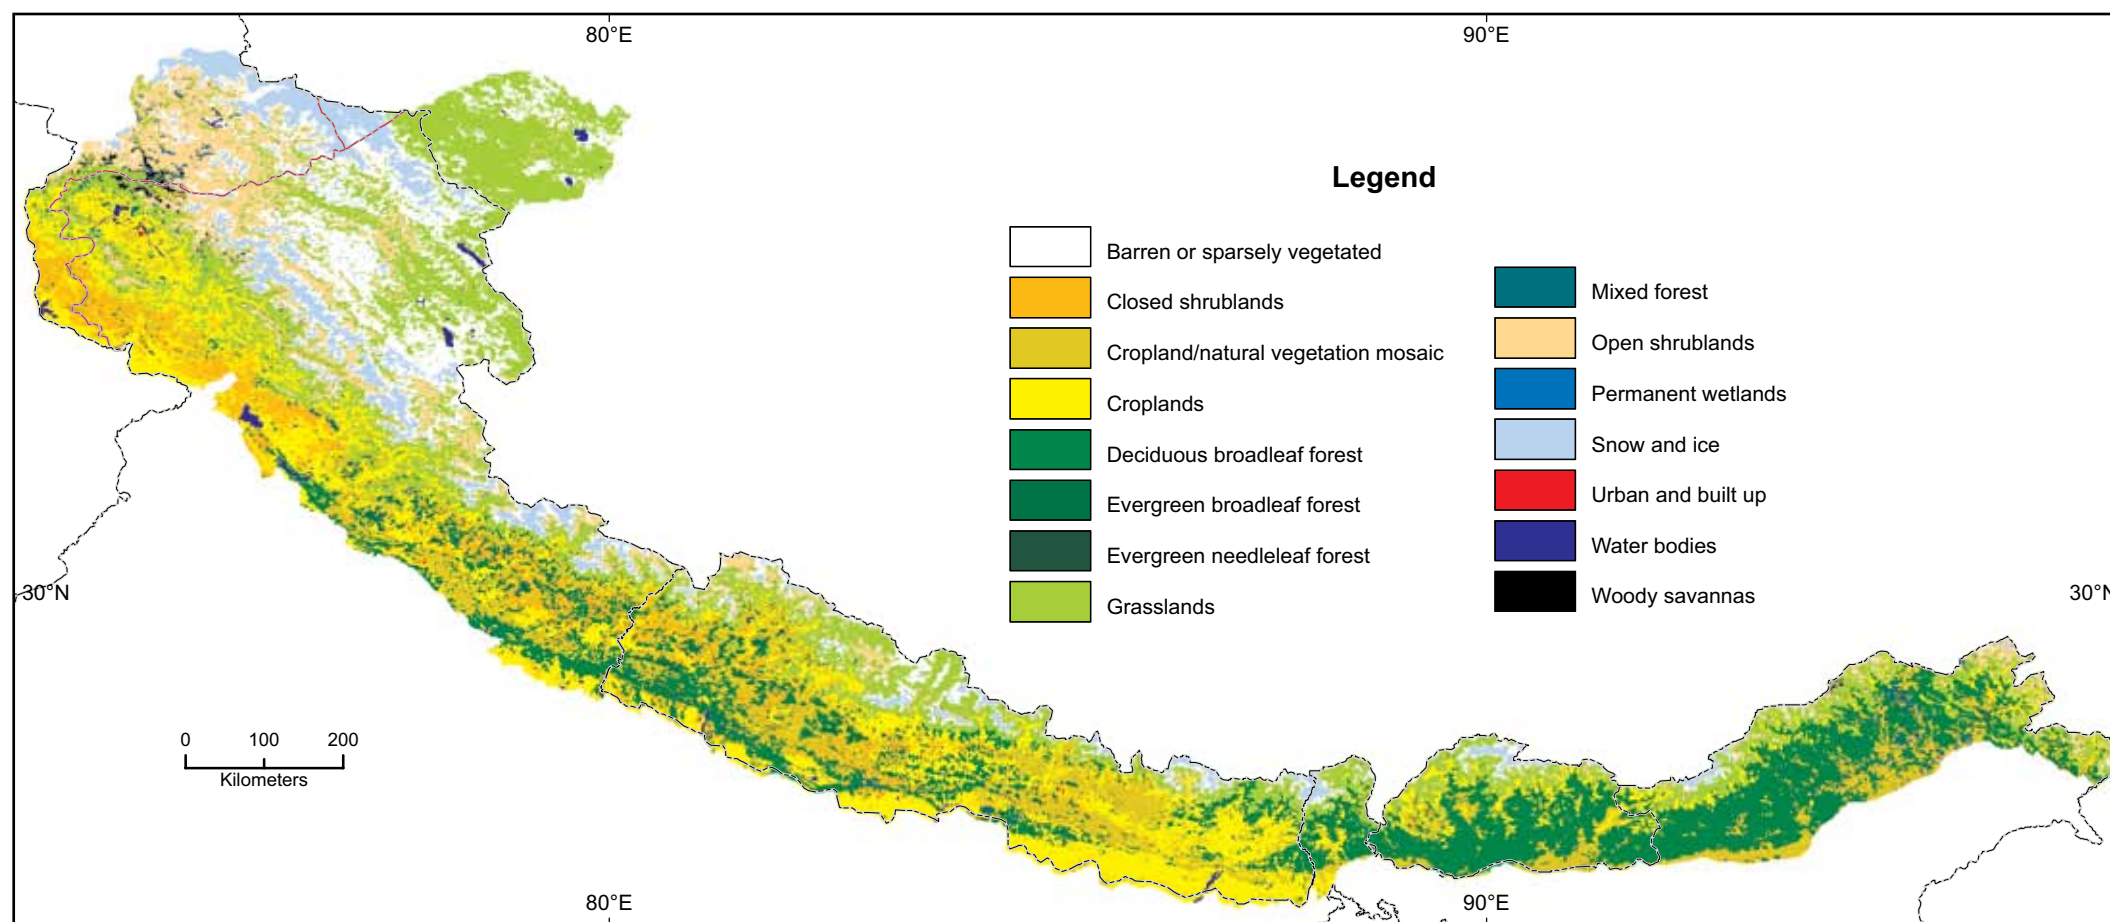 80°E
90°E
Legend
Barren or sparsely vegetated
Closed shrublands
Cropland/natural vegetation mosaic
Croplands
Deciduous broadleaf forest
Evergreen broadleaf forest
Evergreen needleleaf forest
Grasslands
Mixed forest
Open shrublands
Permanent wetlands
Snow and ice
Urban and built up
Water bodies
Woody savannas
30°N
30°N
0 100 200
Kilometers
80°E
90°E